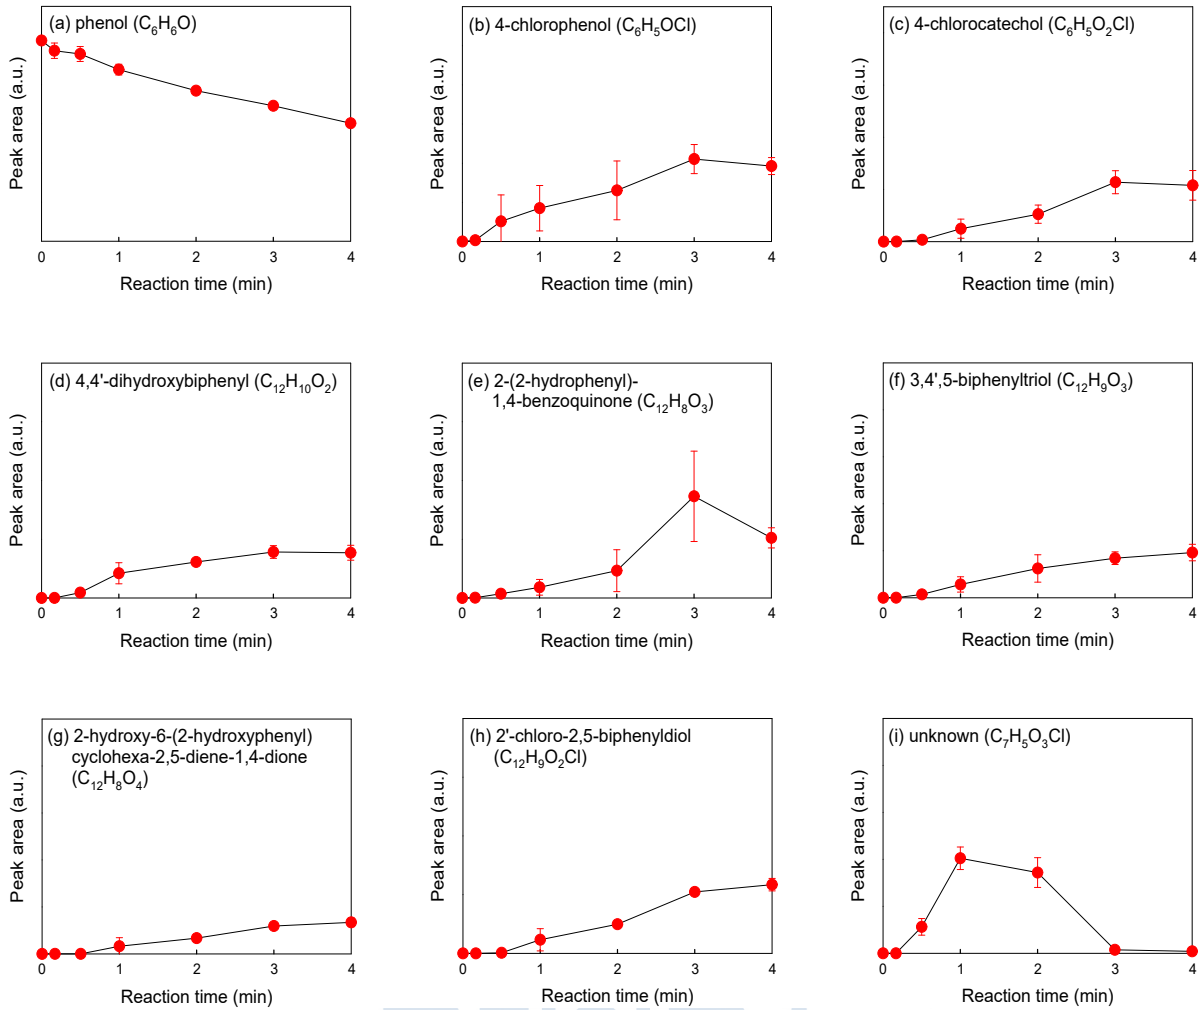 (a) phenol (C₆H₆O)
Peak area (a.u.)
0 1 2 3 4
Reaction time (min)
(b) 4-chlorophenol (C₆H₅OCl)
Peak area (a.u.)
0 1 2 3 4
Reaction time (min)
(c) 4-chlorocatechol (C₆H₅O₂Cl)
Peak area (a.u.)
0 1 2 3 4
Reaction time (min)
(d) 4,4'-dihydroxybiphenyl (C₁₂H₁₀O₂)
Peak area (a.u.)
0 1 2 3 4
Reaction time (min)
(e) 2-(2-hydrophenyl)-
1,4-benzoquinone (C₁₂H₈O₃)
Peak area (a.u.)
0 1 2 3 4
Reaction time (min)
(f) 3,4',5-biphenyltriol (C₁₂H₉O₃)
Peak area (a.u.)
0 1 2 3 4
Reaction time (min)
(g) 2-hydroxy-6-(2-hydroxyphenyl)
cyclohexa-2,5-diene-1,4-dione
(C₁₂H₈O₄)
Peak area (a.u.)
0 1 2 3 4
Reaction time (min)
(h) 2'-chloro-2,5-biphenyldiol
(C₁₂H₉O₂Cl)
Peak area (a.u.)
0 1 2 3 4
Reaction time (min)
(i) unknown (C₇H₅O₃Cl)
Peak area (a.u.)
0 1 2 3 4
Reaction time (min)